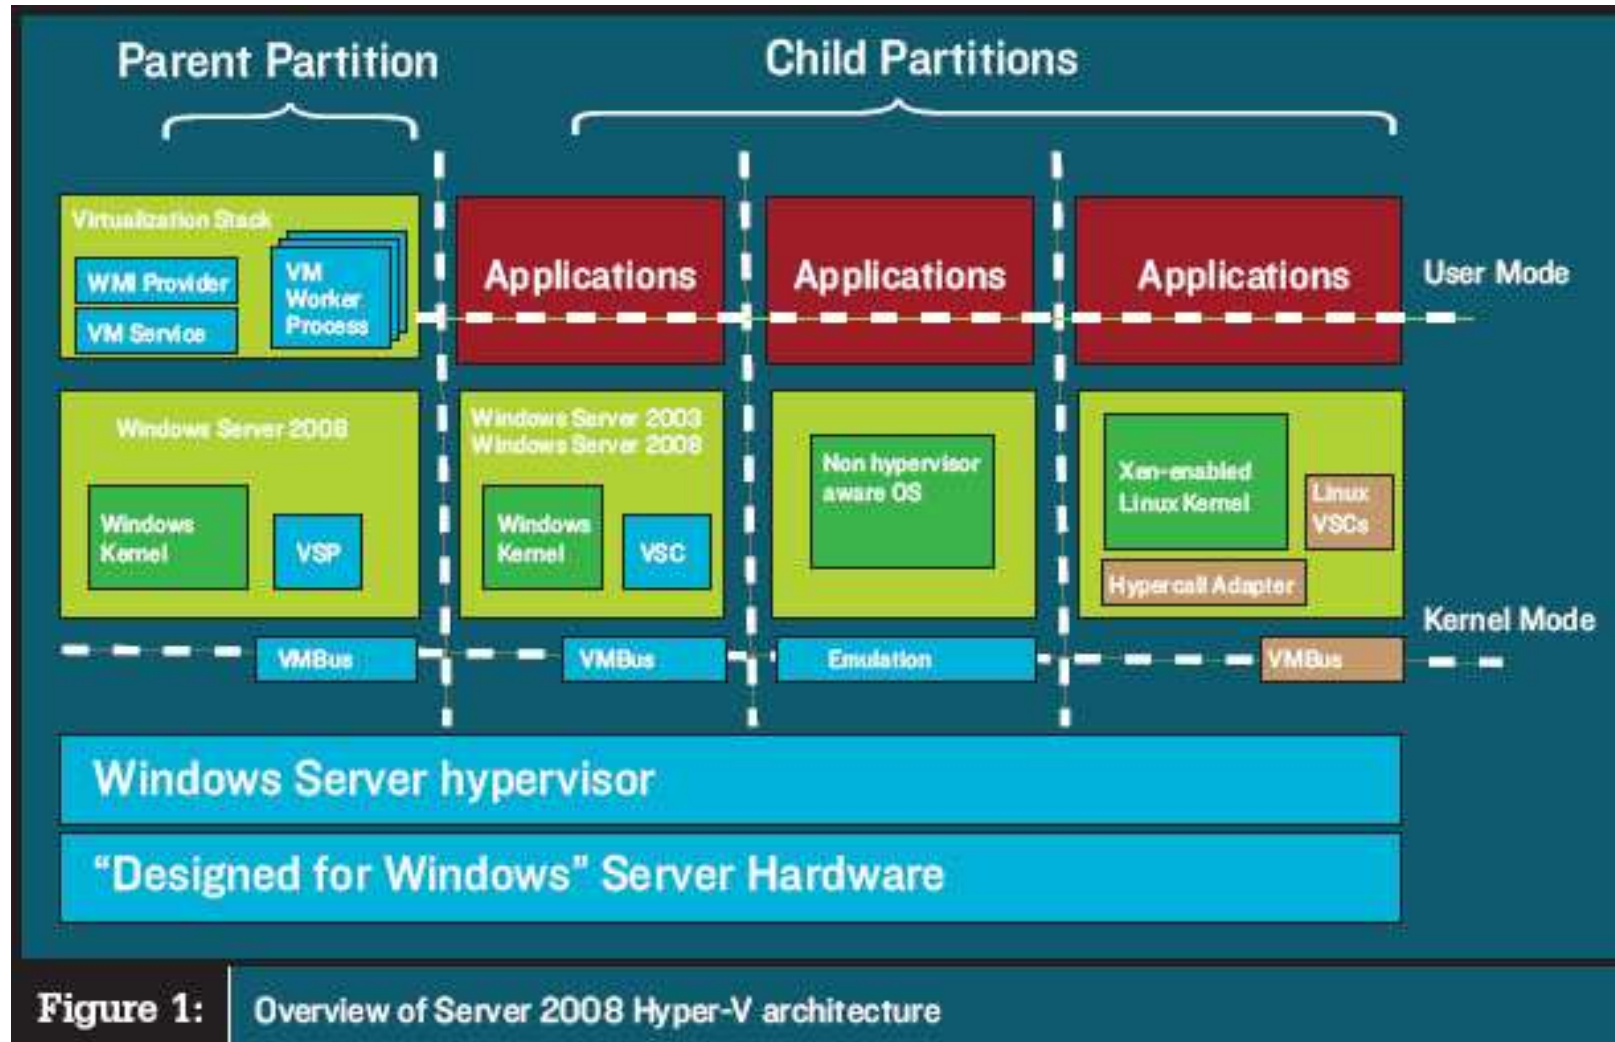 Parent Partition
Child Partitions
Virtualization Stack
WMI Provider
VM Service
VM
Worker
Process
Applications
Applications
Applications
User Mode
Windows Server 2008
Windows
Kernel
VSP
Windows Server 2003
Windows Server 2008
Windows
Kernel
VSC
Non hypervisor
aware OS
Xen-enabled
Linux Kernel
Linux
VSCs
Hypercall Adapter
Kernel Mode
VMBus
VMBus
Emulation
VMBus
Windows Server hypervisor
“Designed for Windows” Server Hardware
Figure 1:
Overview of Server 2008 Hyper-V architecture